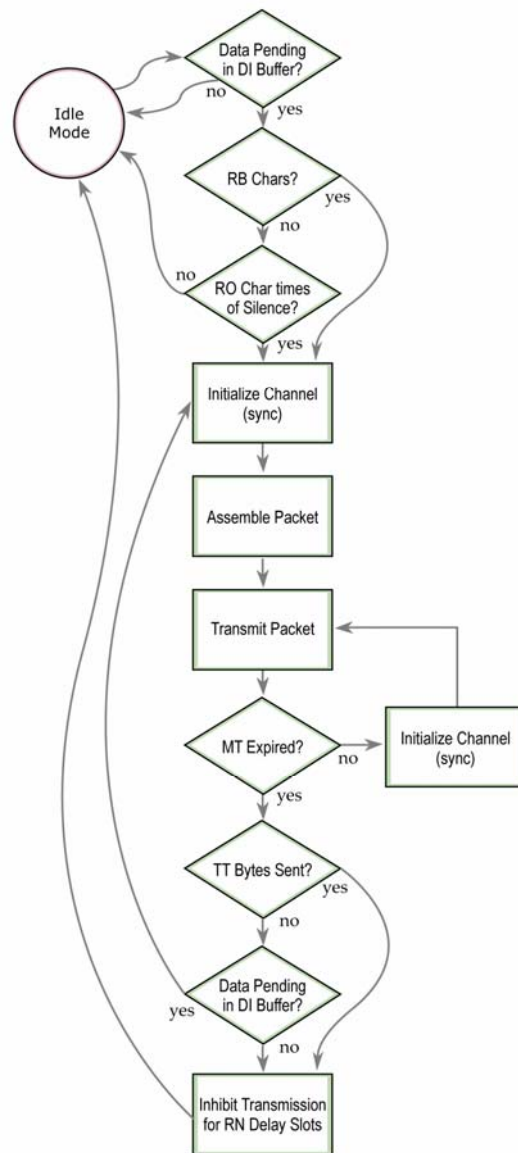 Data Pending
in DI Buffer?
no
yes
Idle
Mode
RB Chars?
yes
no
no
RO Char times
of Silence?
yes
Initialize Channel
(sync)
Assemble Packet
Transmit Packet
MT Expired?
no
Initialize Channel
(sync)
yes
TT Bytes Sent?
yes
no
Data Pending
in DI Buffer?
yes
no
Inhibit Transmission
for RN Delay Slots